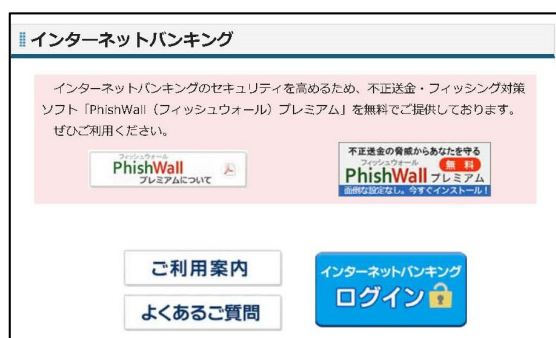 インターネットバンキング
インターネットバンキングのセキュリティを高めるため、不正送金・フィッシング対策
ソフト「PhishWall（フィッシュウォール）プレミアム」を無料でご提供しております。
ぜひご利用ください。
フィッシュウォール
PhishWall
プレミアムについて
不正送金の脅威からあなたを守る
フィッシュウォール 無料
PhishWall プレミアム
面倒な設定なし。今すぐインストール！
ご利用案内
よくあるご質問
インターネットバンキング
ログイン